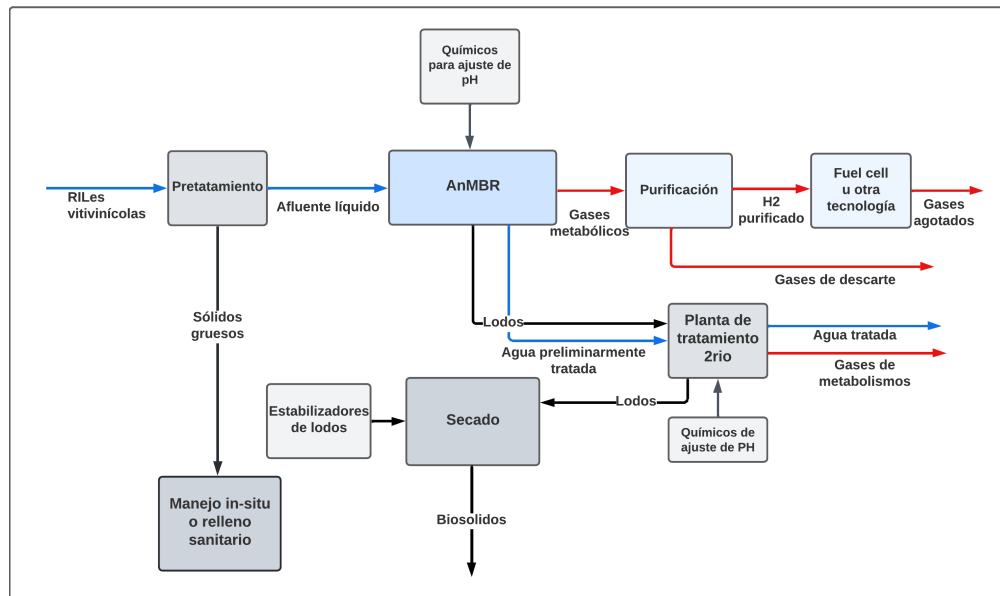 Químicos
para ajuste de
pH
RILes
vitivinícolas
Pretatamiento
Afluente líquido
AnMBR
Gases
metabólicos
Purificación
H2
purificado
Fuel cell
u otra
tecnología
Gases
agotados
Gases de descarte
Sólidos
gruesos
Lodos
Agua preliminarmente
tratada
Planta de
tratamiento
2rio
Agua tratada
Gases de
metabolismos
Estabilizadores
de lodos
Secado
Lodos
Químicos de
ajuste de PH
Manejo in-situ
o relleno
sanitario
Biosolidos